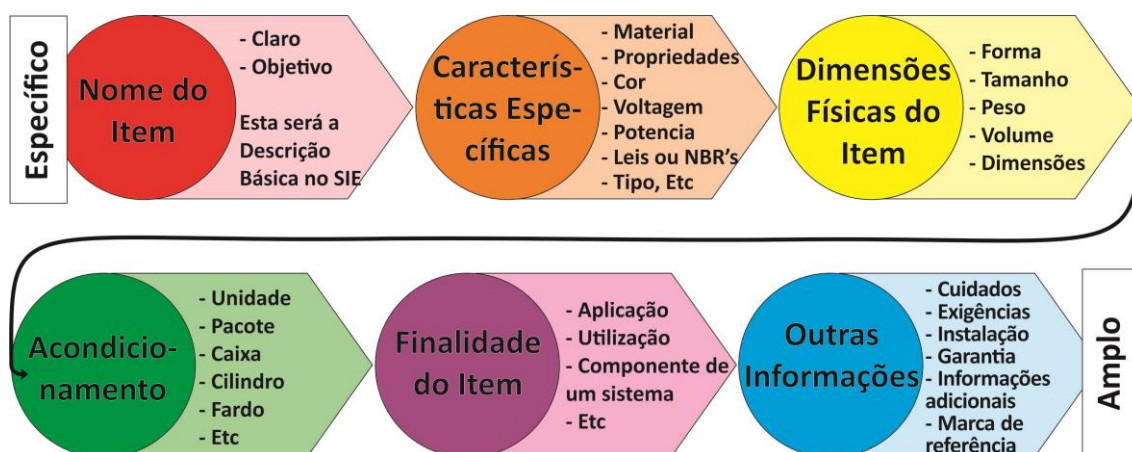 Específico
Nome do
Item
- Claro
- Objetivo
Esta será a
Descrição
Básica no SIE
Caracterís-
ticas Espe-
cíficas
- Material
- Propriedades
- Cor
- Voltagem
- Potencia
- Leis ou NBR's
- Tipo, Etc
Dimensões
Físicas do
Item
- Forma
- Tamanho
- Peso
- Volume
- Dimensões
Acondicio-
namento
- Unidade
- Pacote
- Caixa
- Cilindro
- Fardo
- Etc
Finalidade
do Item
- Aplicação
- Utilização
- Componente de
um sistema
- Etc
Outras
Informações
- Cuidados
- Exigências
- Instalação
- Garantia
- Informações
adicionais
- Marca de
referência
Amplo